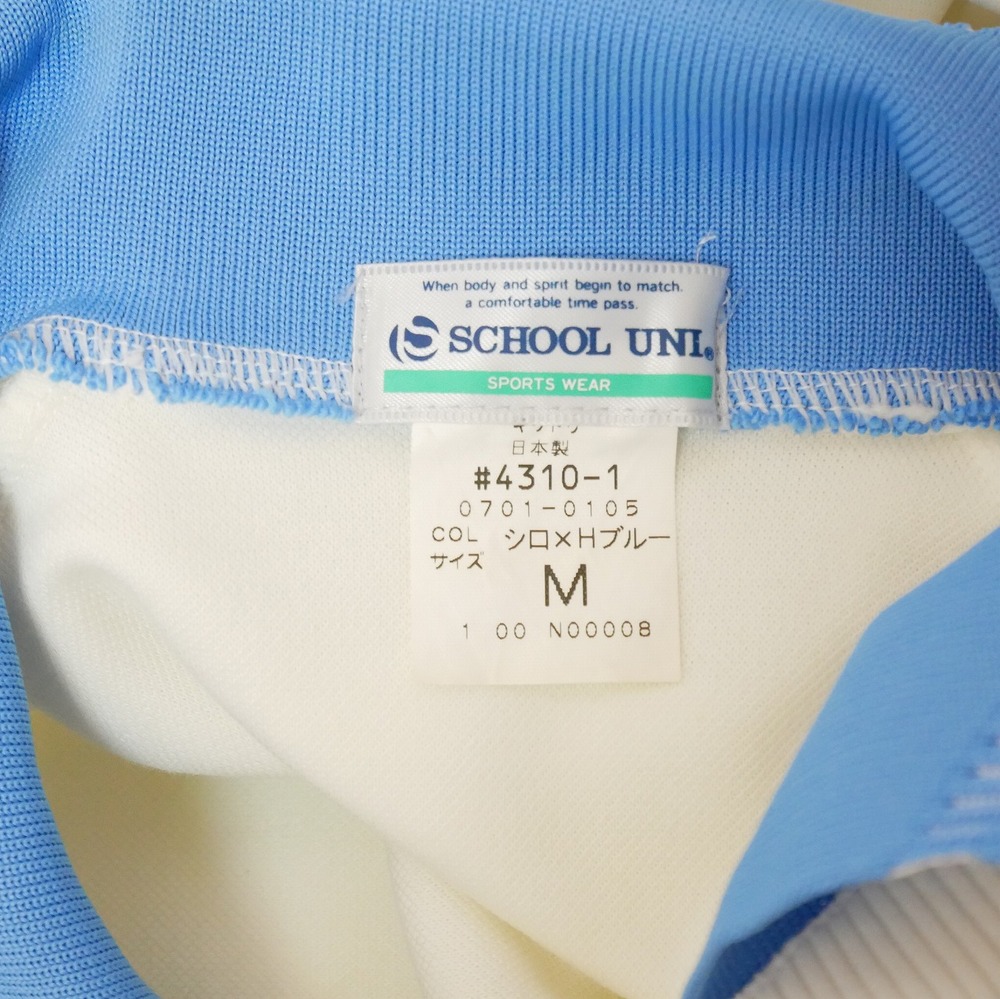 When body and spirit begin to match.
a comfortable time pass.
SCHOOL UNI®
SPORTS WEAR
日本製
#4310-1
0701-0105
COL シロ×Hブルー
サイズ
M
1 00 N00008